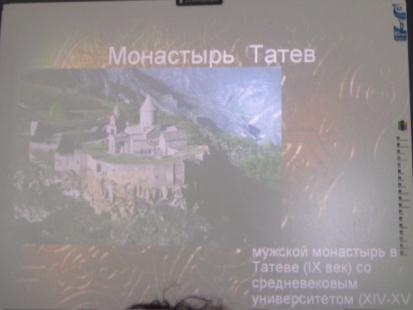 Монастырь Татев
мужской монастырь в
Татеве (IX век) со
средневековым
университетом (XIV-XV